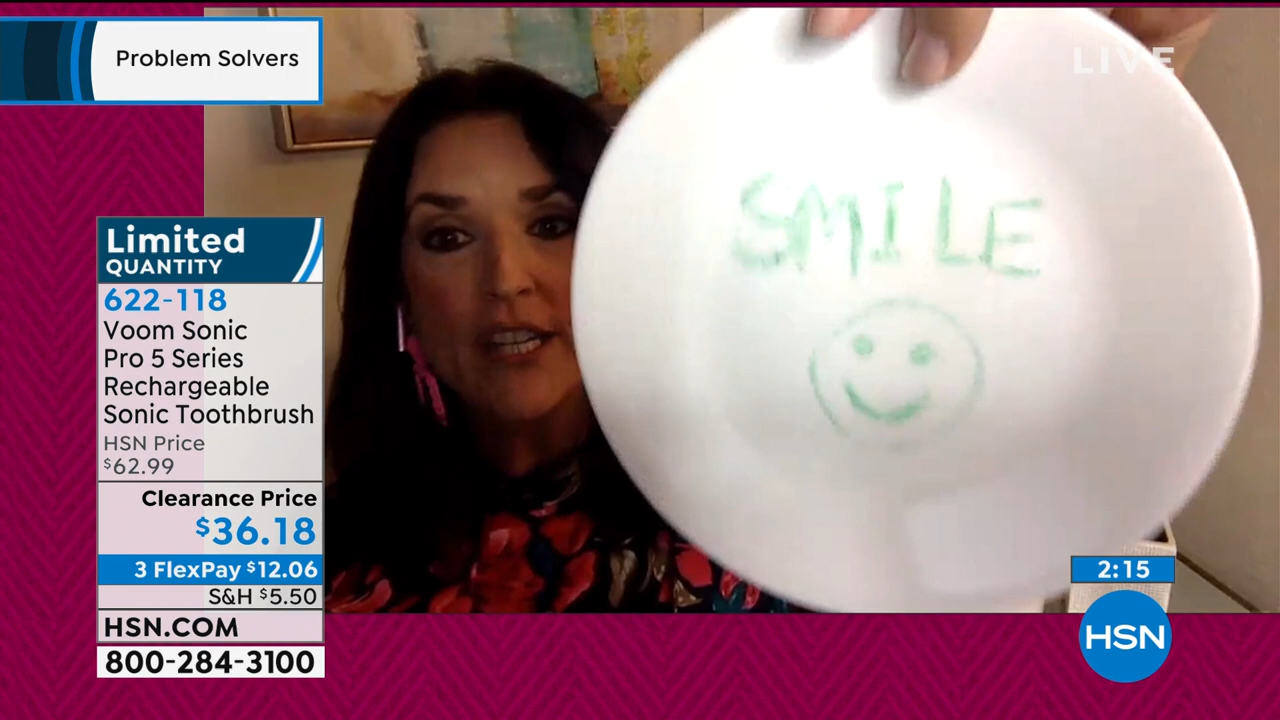 Problem Solvers
LIVE
SMILE
Limited
QUANTITY
622-118
Voom Sonic
Pro 5 Series
Rechargeable
Sonic Toothbrush
HSN Price
$62.99
Clearance Price
$36.18
3 FlexPay $12.06
S&H $5.50
HSN.COM
800-284-3100
2:15
HSN